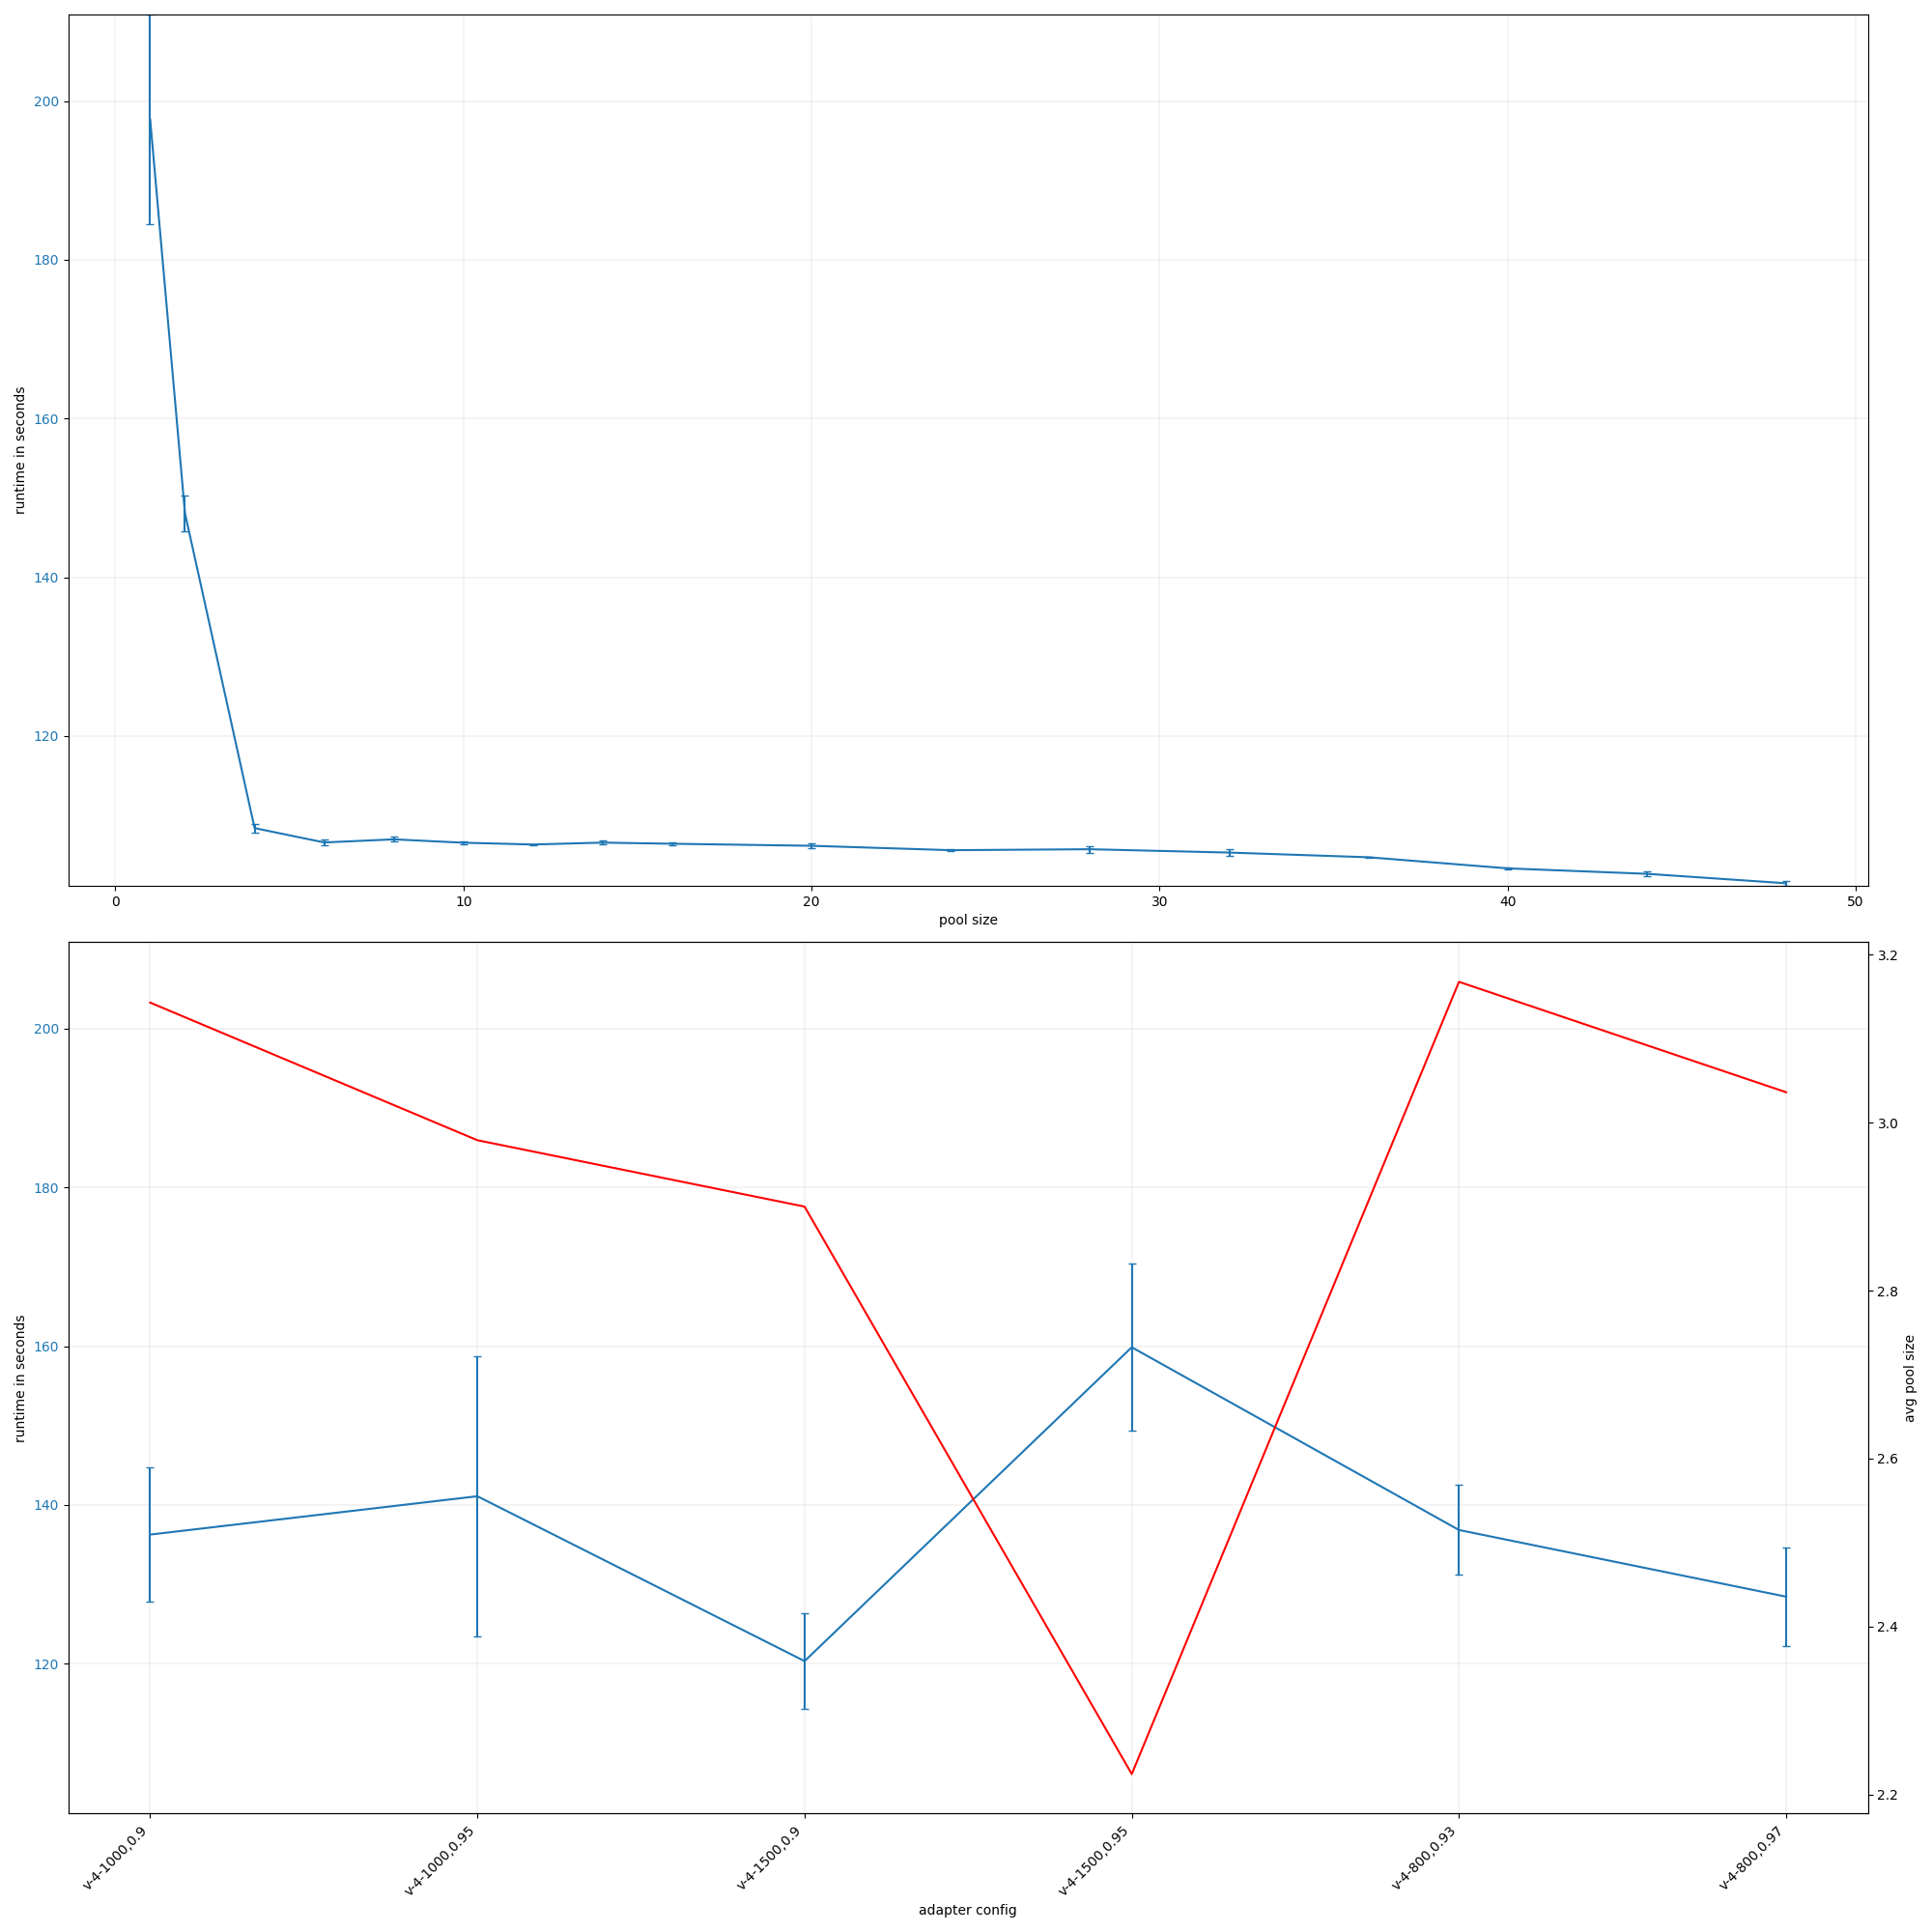 200
180
160
140
120
runtime in seconds
0 10 20 30 40 50
pool size
200
180
160
140
120
runtime in seconds
3.2
3.0
2.8
2.6
2.4
2.2
avg pool size
v-4-1000,0.9
v-4-1000,0.95
v-4-1500,0.9
v-4-1500,0.95
v-4-800,0.93
v-4-800,0.97
adapter config